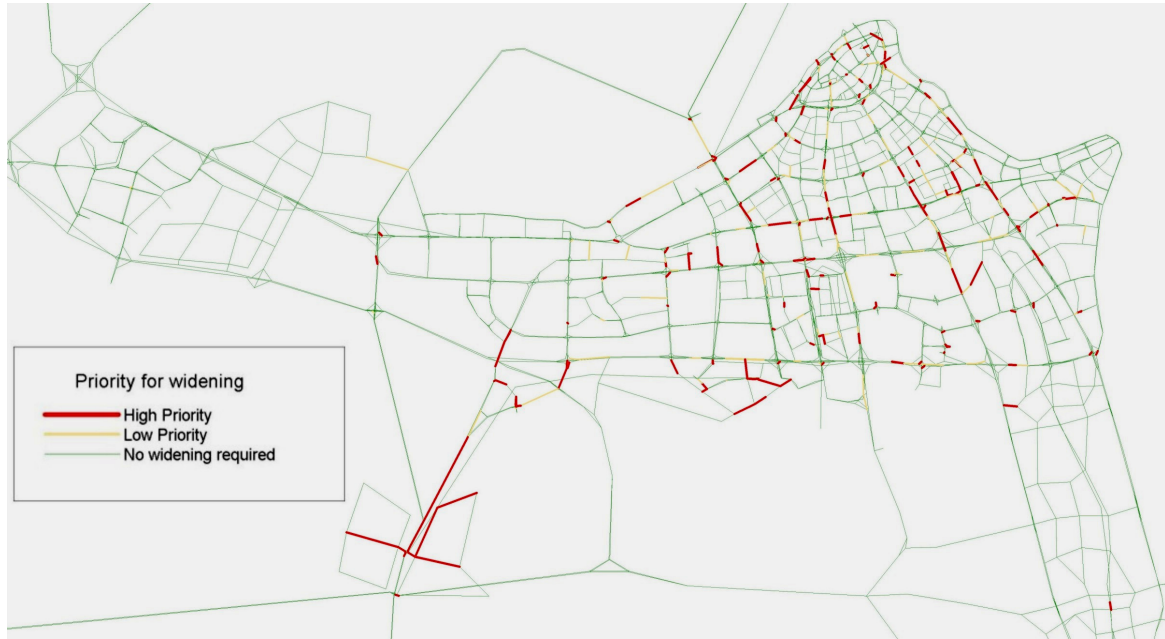 Priority for widening
High Priority
Low Priority
No widening required